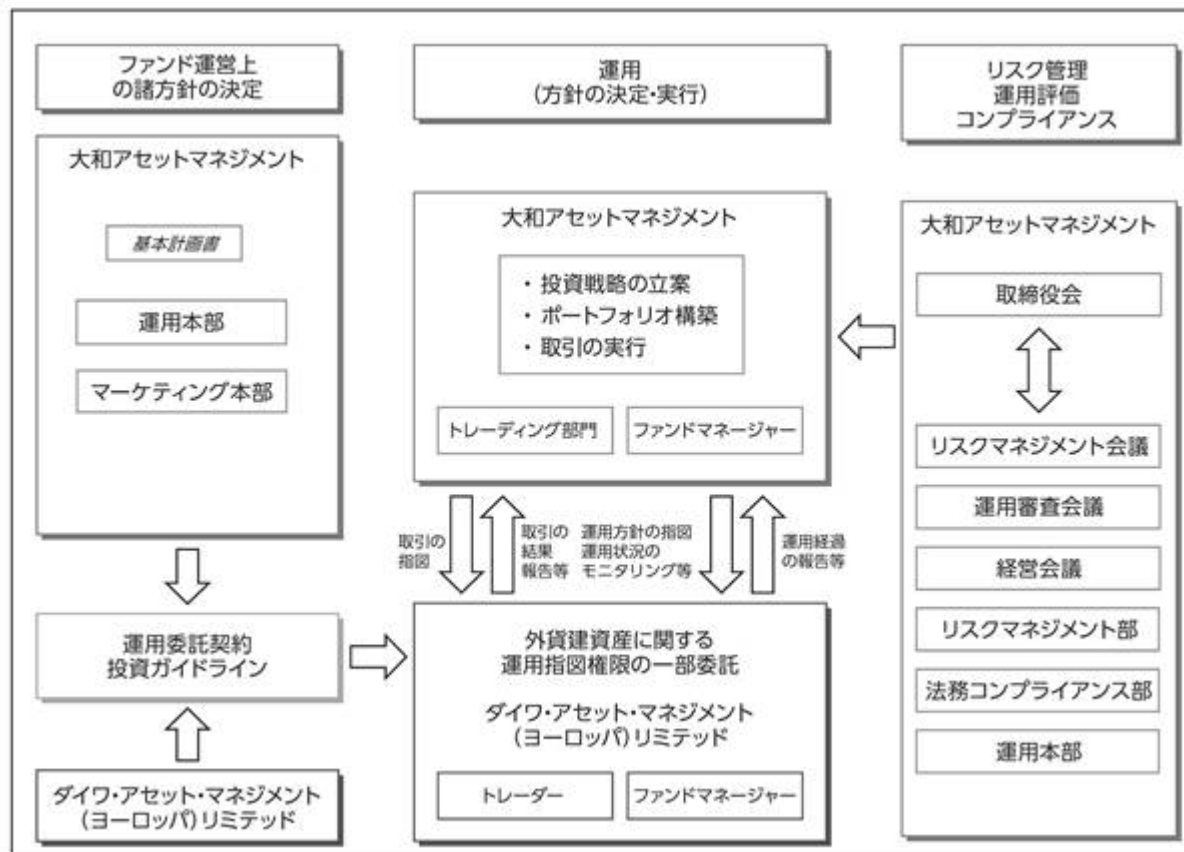 ファンド運営上
の諸方針の決定
大和アセットマネジメント
基本計画書
運用本部
マーケティング本部
運用委託契約
投資ガイドライン
ダイワ・アセット・マネジメント
(ヨーロッパ)リミテッド
運用
(方針の決定・実行)
大和アセットマネジメント
・ 投資戦略の立案
・ ポートフォリオ構築
・ 取引の実行
トレーディング部門
ファンドマネージャー
取引の
指図
取引の
結果
報告等
運用方針の指図
運用状況の
モニタリング等
運用経過
の報告等
外貨建資産に関する
運用指図権限の一部委託
ダイワ・アセット・マネジメント
(ヨーロッパ)リミテッド
トレーダー
ファンドマネージャー
リスク管理
運用評価
コンプライアンス
大和アセットマネジメント
取締役会
リスクマネジメント会議
運用審査会議
経営会議
リスクマネジメント部
法務コンプライアンス部
運用本部